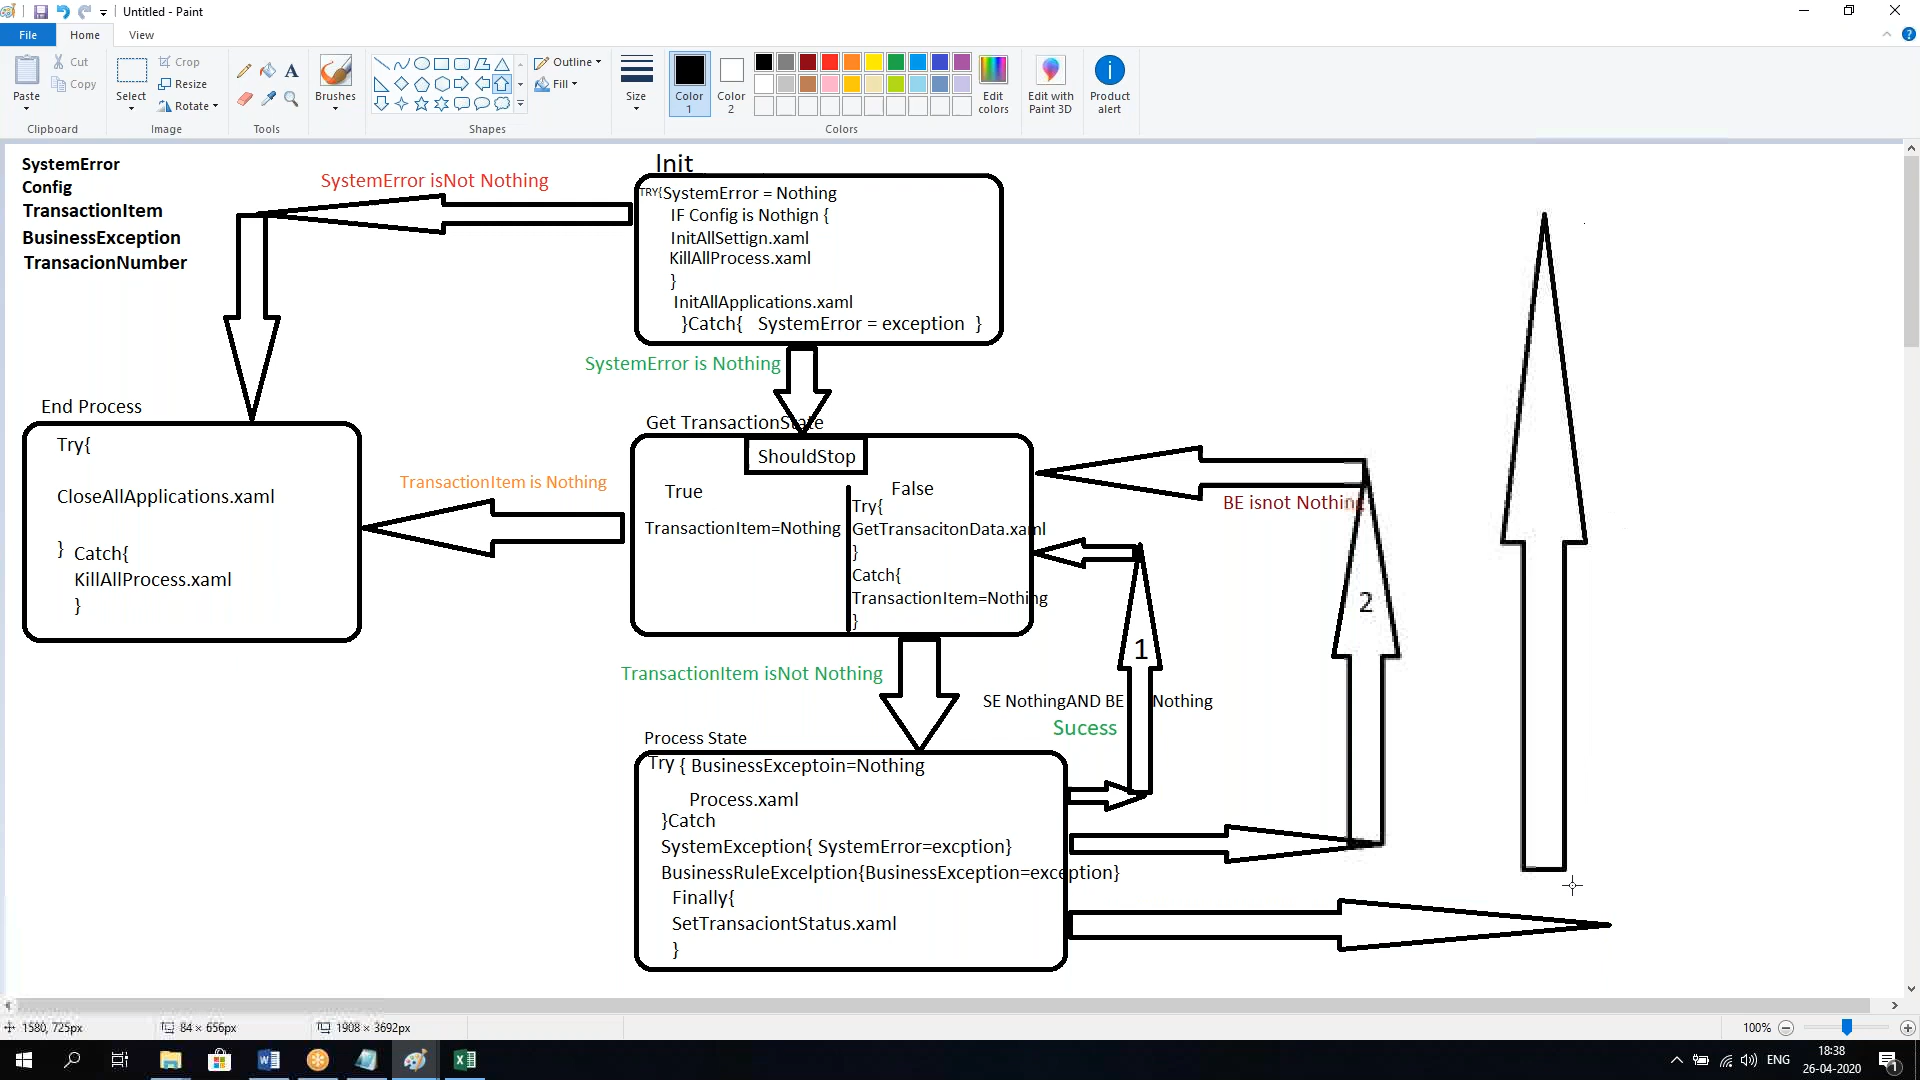 Untitled - Paint
File
Home
View
Paste
Cut
Copy
Clipboard
Select
Crop
Resize
Rotate
Image
Tools
Brushes
Shapes
Outline
Fill
Size
Color 1
Color 2
Colors
Edit colors
Edit with Paint 3D
Product alert
SystemError
Config
TransactionItem
BusinessException
TransacionNumber
SystemError isNot Nothing
Init
TRY{SystemError = Nothing
IF Config is Nothign {
InitAllSettign.xaml
KillAllProcess.xaml
}
InitAllApplications.xaml
}Catch{ SystemError = exception }
SystemError is Nothing
End Process
Try{
CloseAllApplications.xaml
} Catch{
KillAllProcess.xaml
}
TransactionItem is Nothing
Get TransactionState
ShouldStop
True
TransactionItem=Nothing
False
Try{
GetTransacitonData.xaml
}
Catch{
TransactionItem=Nothing
}
BE isnot Nothing
2
1
TransactionItem isNot Nothing
SE NothingAND BE Nothing
Sucess
Process State
Try { BusinessExceptoin=Nothing
Process.xaml
}Catch
SystemException{ SystemError=excption}
BusinessRuleExcelption{BusinessException=exception}
Finally{
SetTransaciontStatus.xaml
}
1580, 725px
84 × 656px
1908 × 3692px
100%
ENG
18:38
26-04-2020
1